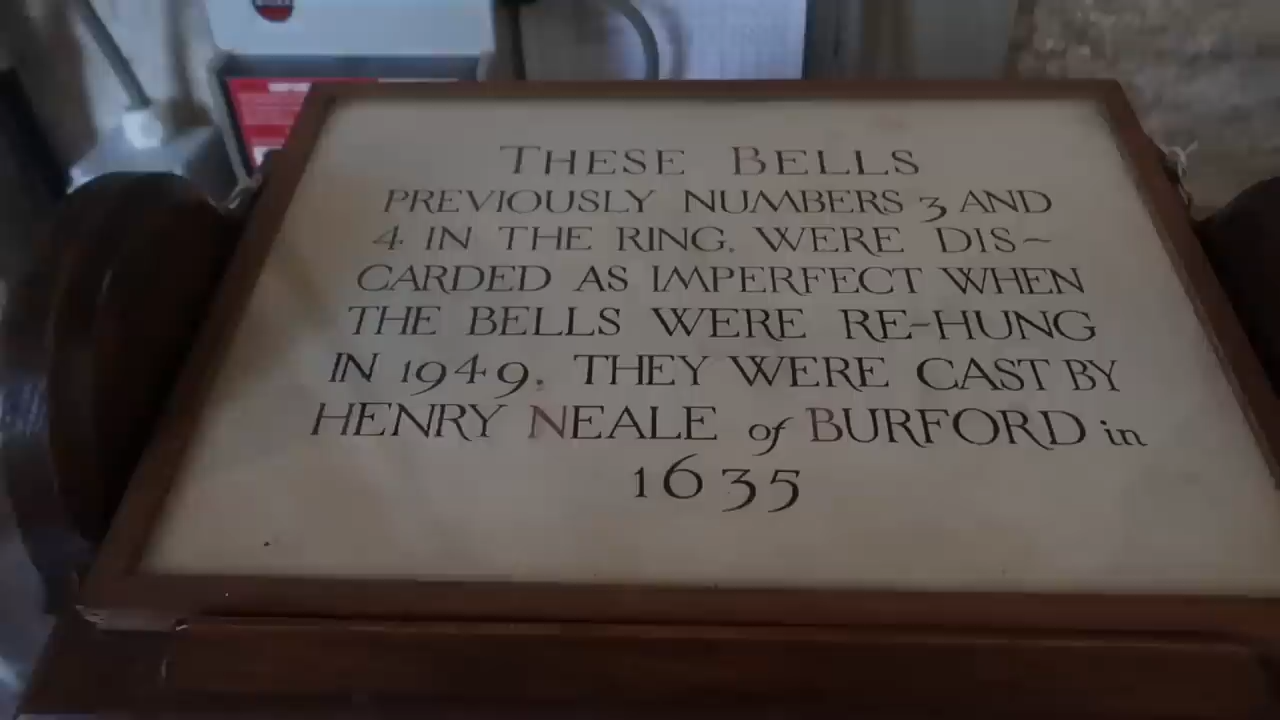 THESE BELLS
PREVIOUSLY NUMBERS 3 AND
4 IN THE RING, WERE DIS~
CARDED AS IMPERFECT WHEN
THE BELLS WERE RE-HUNG
IN 1949. THEY WERE CAST BY
HENRY NEALE of BURFORD in
1635